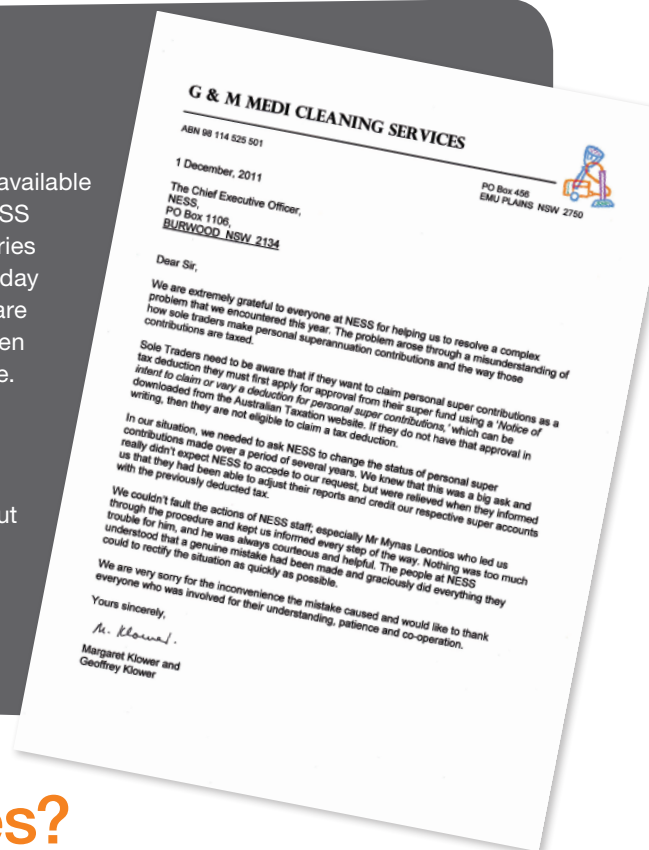 available
SS
ries
day
are
en
e.
ut
G & M MEDI CLEANING SERVICES
ABN 98 114 525 501
PO Box 456
EMU PLAINS NSW 2750
1 December, 2011
The Chief Executive Officer,
NESS,
PO Box 1106,
BURWOOD NSW 2134
Dear Sir,
We are extremely grateful to everyone at NESS for helping us to resolve a complex
problem that we encountered this year. The problem arose through a misunderstanding of
how sole traders make personal superannuation contributions and the way those
contributions are taxed.
Sole Traders need to be aware that if they want to claim personal super contributions as a
tax deduction they must first apply for approval from their super fund using a 'Notice of
intent to claim or vary a deduction for personal super contributions,' which can be
downloaded from the Australian Taxation website. If they do not have that approval in
writing, then they are not eligible to claim a tax deduction.
In our situation, we needed to ask NESS to change the status of personal super
contributions made over a period of several years. We knew that this was a big ask and
really didn't expect NESS to accede to our request, but were relieved when they informed
us that they had been able to adjust their reports and credit our respective super accounts
with the previously deducted tax.
We couldn't fault the actions of NESS staff; especially Mr Mynas Leontios who led us
through the procedure and kept us informed every step of the way. Nothing was too much
trouble for him, and he was always courteous and helpful. The people at NESS
understood that a genuine mistake had been made and graciously did everything they
could to rectify the situation as quickly as possible.
We are very sorry for the inconvenience the mistake caused and would like to thank
everyone who was involved for their understanding, patience and co-operation.
Yours sincerely,
M. Klower.
Margaret Klower and
Geoffrey Klower
es?